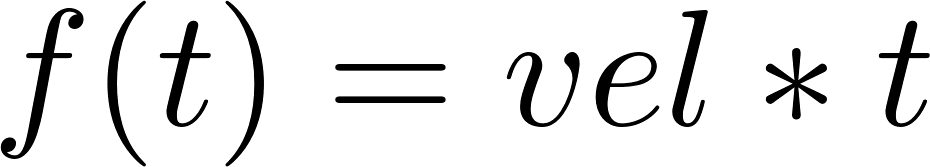 f(t) = vel * t